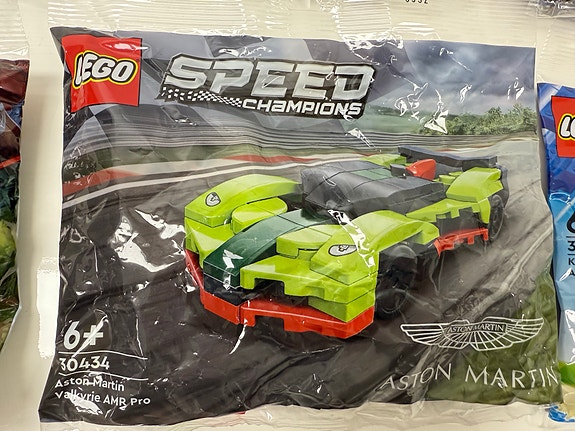 LEGO
SPEED
CHAMPIONS
6+
30434
Aston Martin
Valkyrie AMR Pro
ASTON MARTIN
ASTON MARTIN